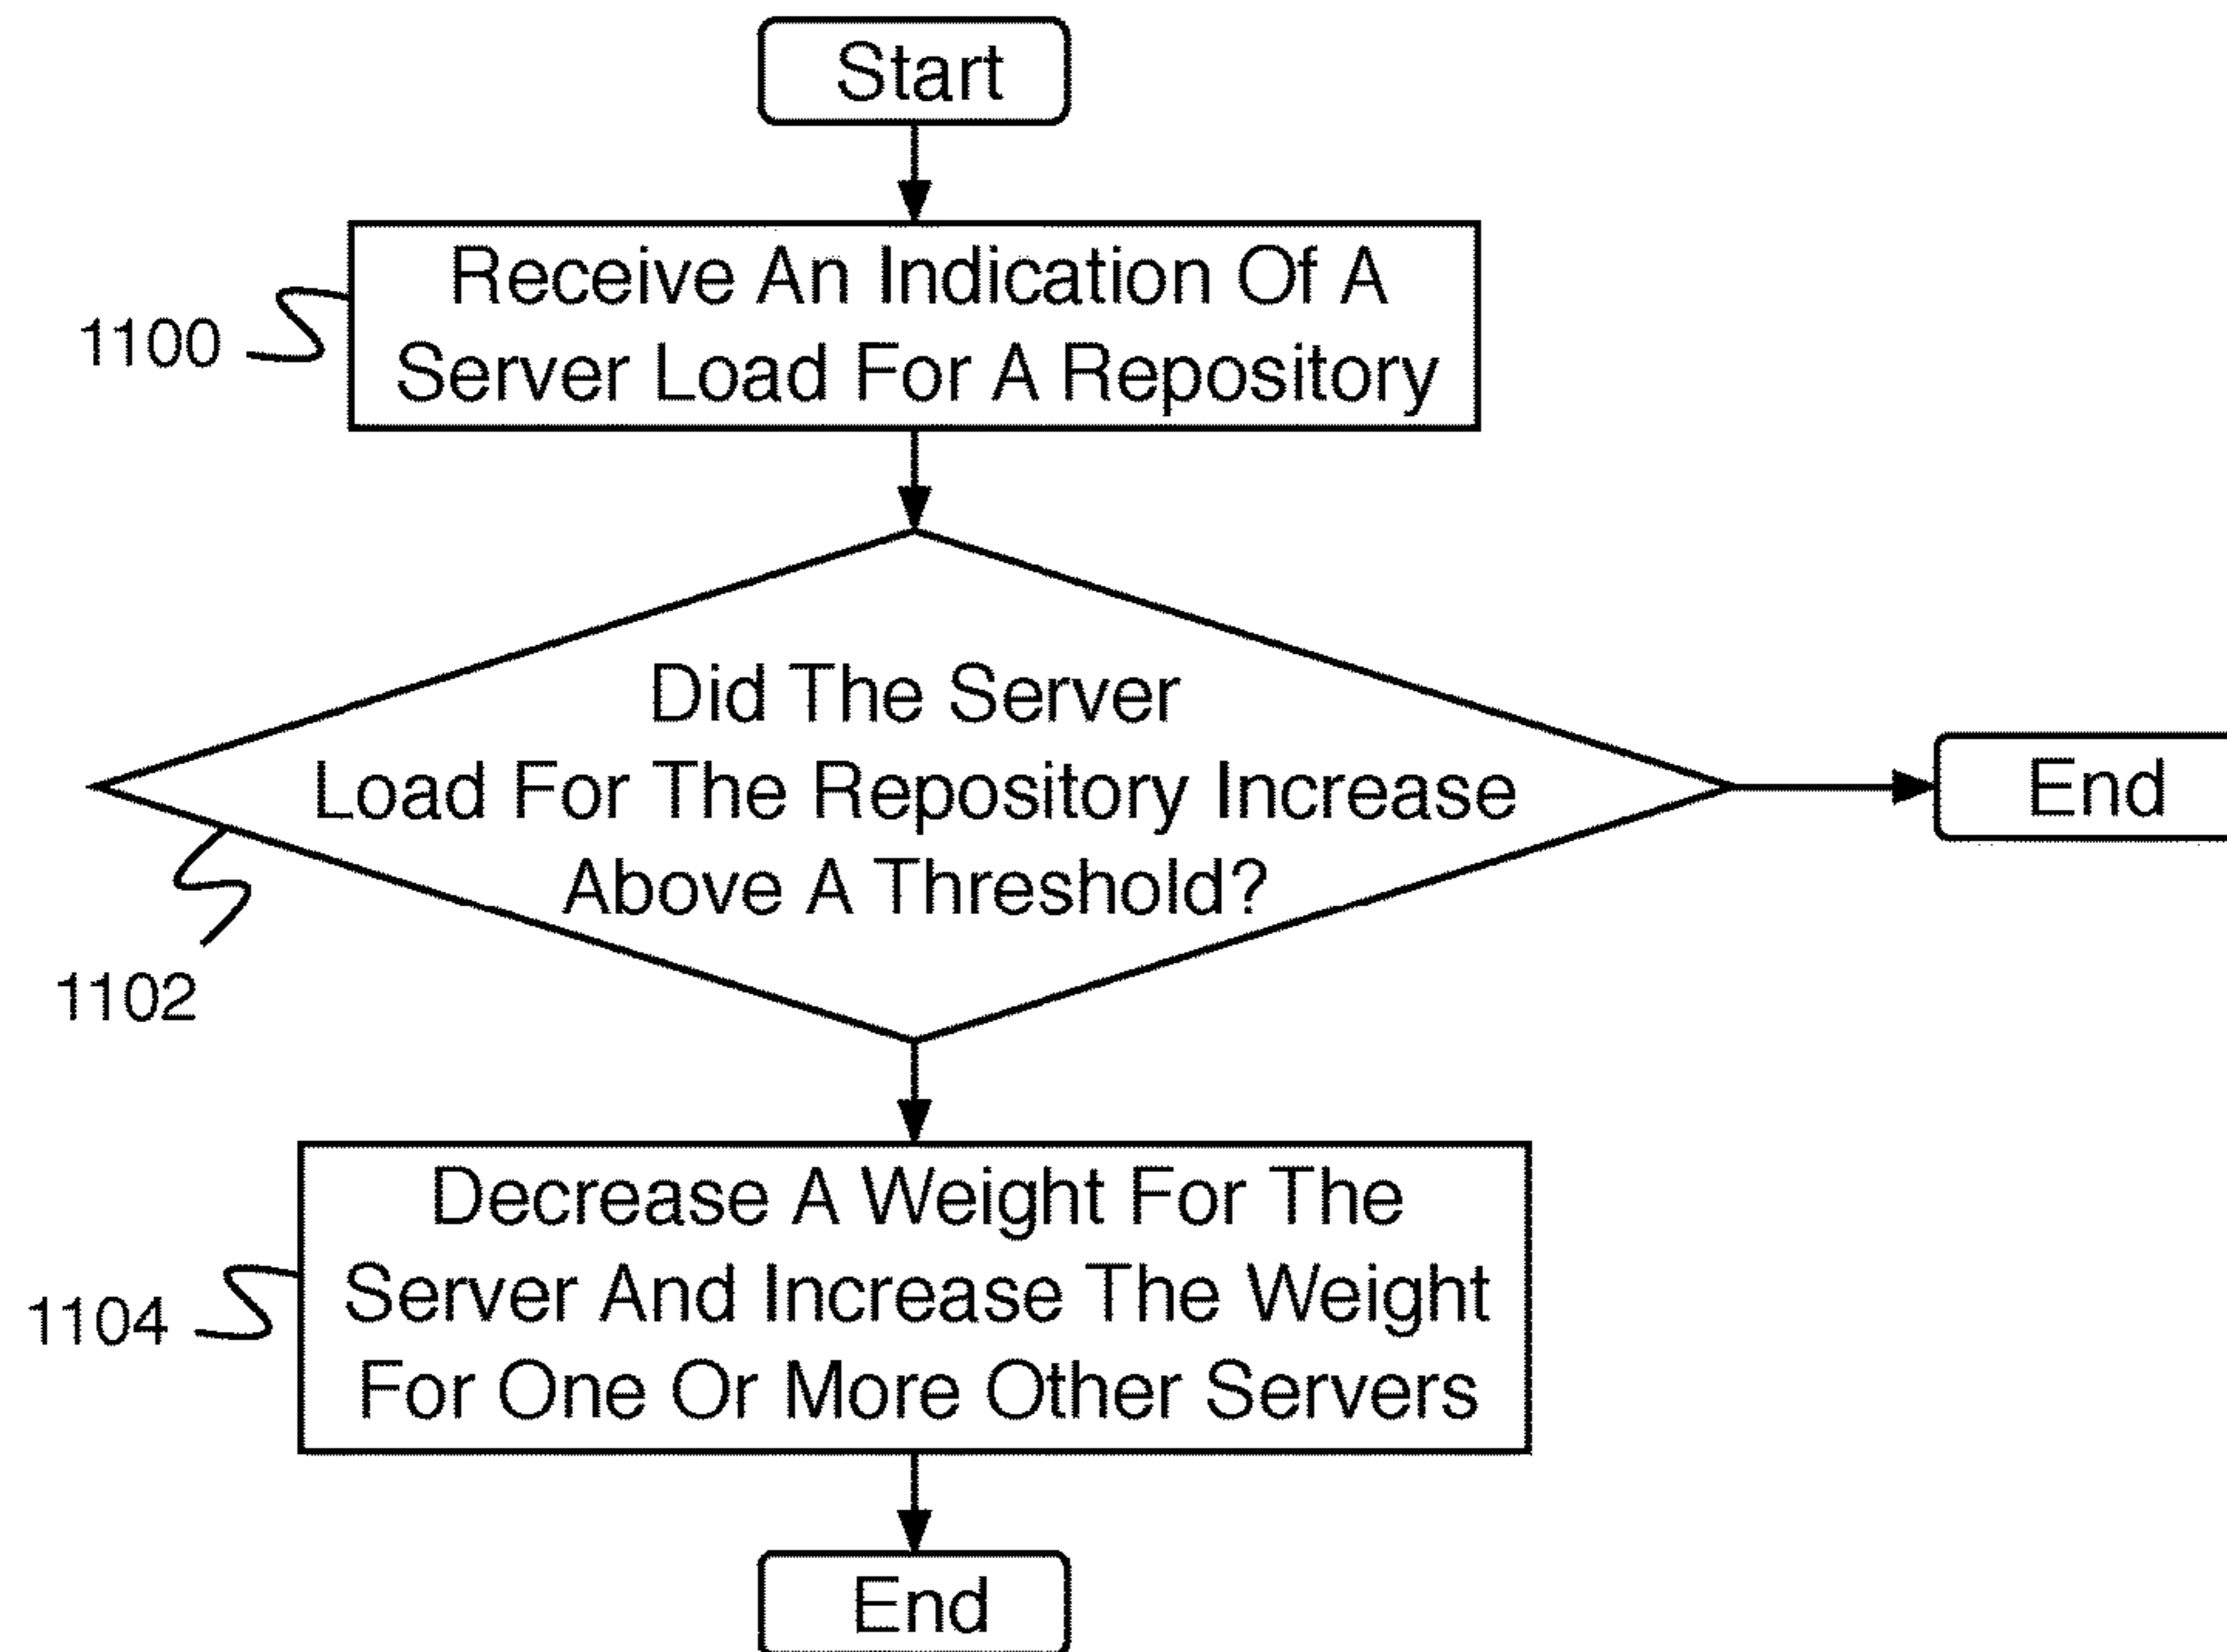 Start
Receive An Indication Of A
Server Load For A Repository
1100
Did The Server
Load For The Repository Increase
Above A Threshold?
End
1102
Decrease A Weight For The
Server And Increase The Weight
For One Or More Other Servers
1104
End